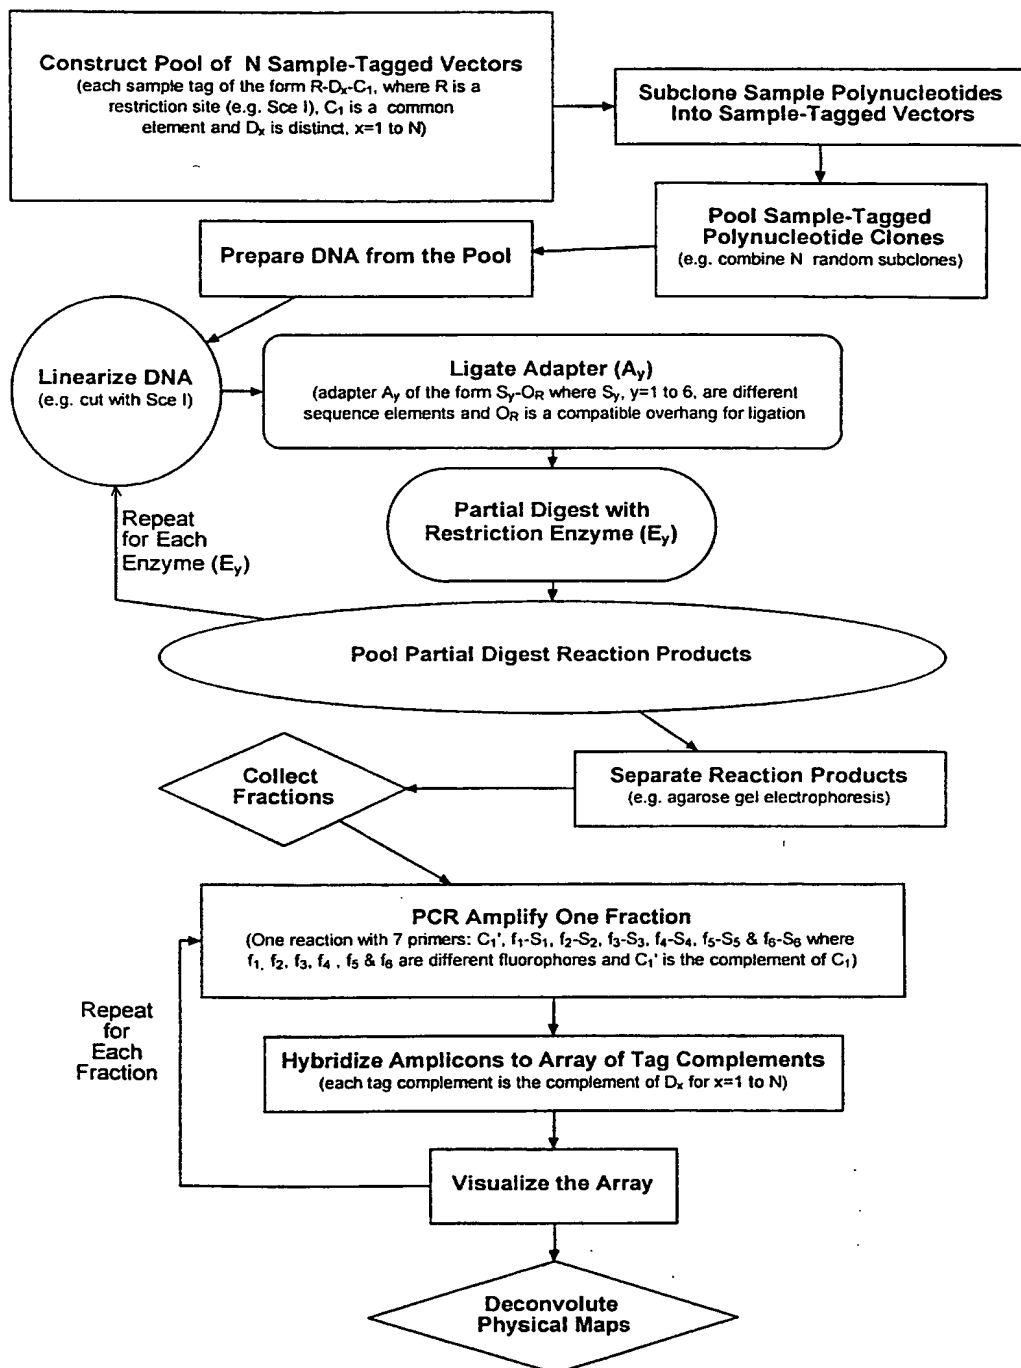 Construct Pool of N Sample-Tagged Vectors
(each sample tag of the form R-Dₓ-C₁, where R is a
restriction site (e.g. Sce I), C₁ is a common
element and Dₓ is distinct, x=1 to N)
Subclone Sample Polynucleotides
Into Sample-Tagged Vectors
Pool Sample-Tagged
Polynucleotide Clones
(e.g. combine N random subclones)
Prepare DNA from the Pool
Linearize DNA
(e.g. cut with Sce I)
Ligate Adapter (Ay)
(adapter Ay of the form Sy-OR where Sy, y=1 to 6, are different
sequence elements and OR is a compatible overhang for ligation
Partial Digest with
Restriction Enzyme (Ey)
Repeat
for Each
Enzyme (Ey)
Pool Partial Digest Reaction Products
Separate Reaction Products
(e.g. agarose gel electrophoresis)
Collect
Fractions
PCR Amplify One Fraction
(One reaction with 7 primers: C₁', f₁-S₁, f₂-S₂, f₃-S₃, f₄-S₄, f₅-S₅ & f₆-S₆ where
f₁, f₂, f₃, f₄ , f₅ & f₆ are different fluorophores and C₁' is the complement of C₁)
Repeat
for
Each
Fraction
Hybridize Amplicons to Array of Tag Complements
(each tag complement is the complement of Dₓ for x=1 to N)
Visualize the Array
Deconvolute
Physical Maps